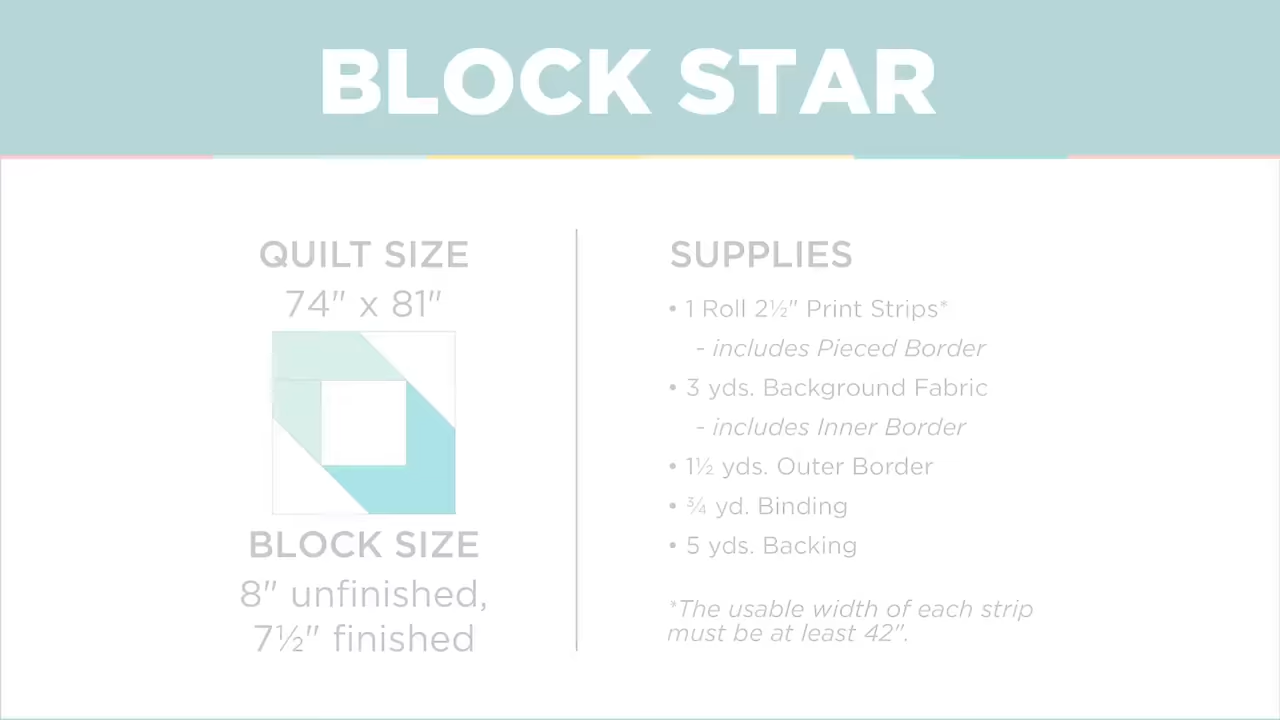 BLOCK STAR
QUILT SIZE
74" x 81"
BLOCK SIZE
8" unfinished,
7½" finished
SUPPLIES
• 1 Roll 2½" Print Strips*
- includes Pieced Border
• 3 yds. Background Fabric
- includes Inner Border
• 1½ yds. Outer Border
• ¾ yd. Binding
• 5 yds. Backing
*The usable width of each strip
must be at least 42".